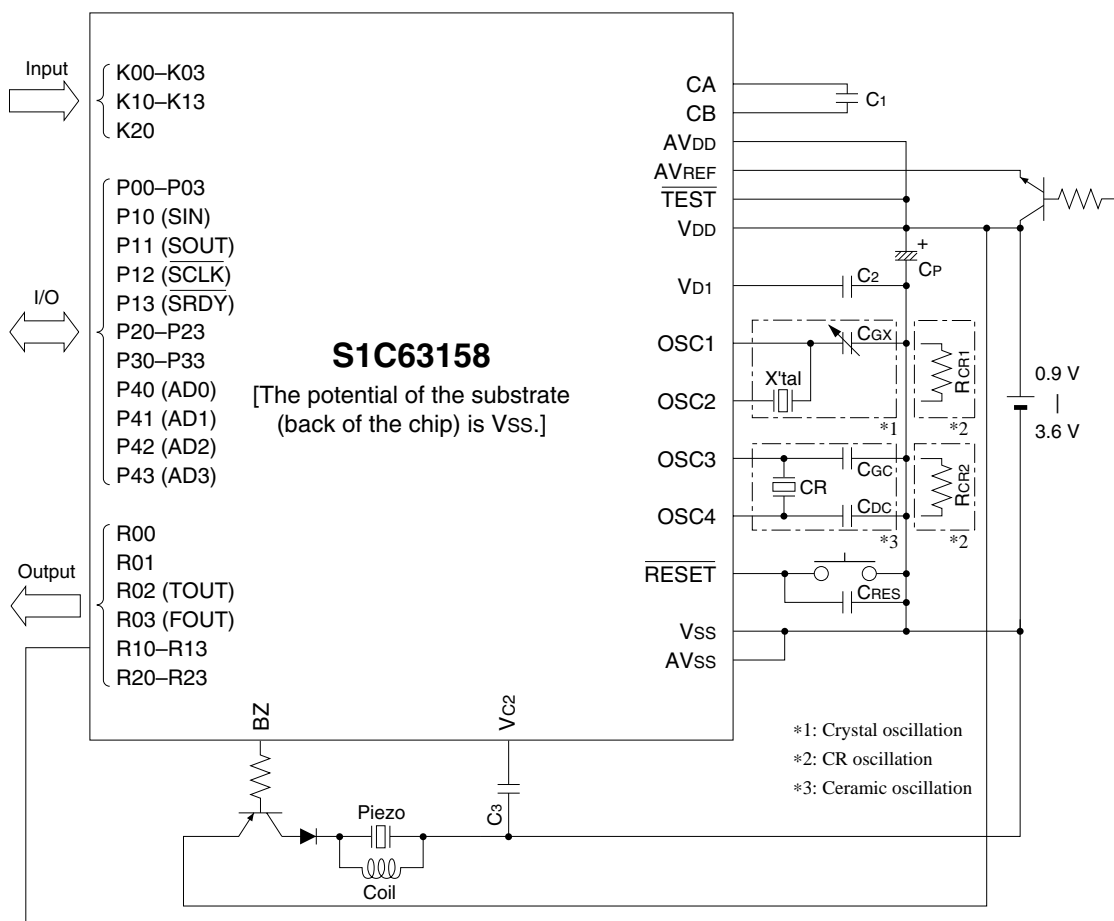 Input
K00–K03
K10–K13
K20
I/O
P00–P03
P10 (SIN)
P11 (SOUT)
P12 (SCLK)
P13 (SRDY)
P20–P23
P30–P33
P40 (AD0)
P41 (AD1)
P42 (AD2)
P43 (AD3)
Output
R00
R01
R02 (TOUT)
R03 (FOUT)
R10–R13
R20–R23
S1C63158
[The potential of the substrate
(back of the chip) is VSS.]
CA
CB
AVDD
AVREF
TEST
VDD
VD1
OSC1
OSC2
OSC3
OSC4
RESET
VSS
AVSS
C1
+
CP
C2
CGX
X'tal
*1
RCR1
*2
CGC
CR
CDC
*3
RCR2
*2
CRES
0.9 V
|
3.6 V
BZ
VC2
C3
Piezo
Coil
*1: Crystal oscillation
*2: CR oscillation
*3: Ceramic oscillation